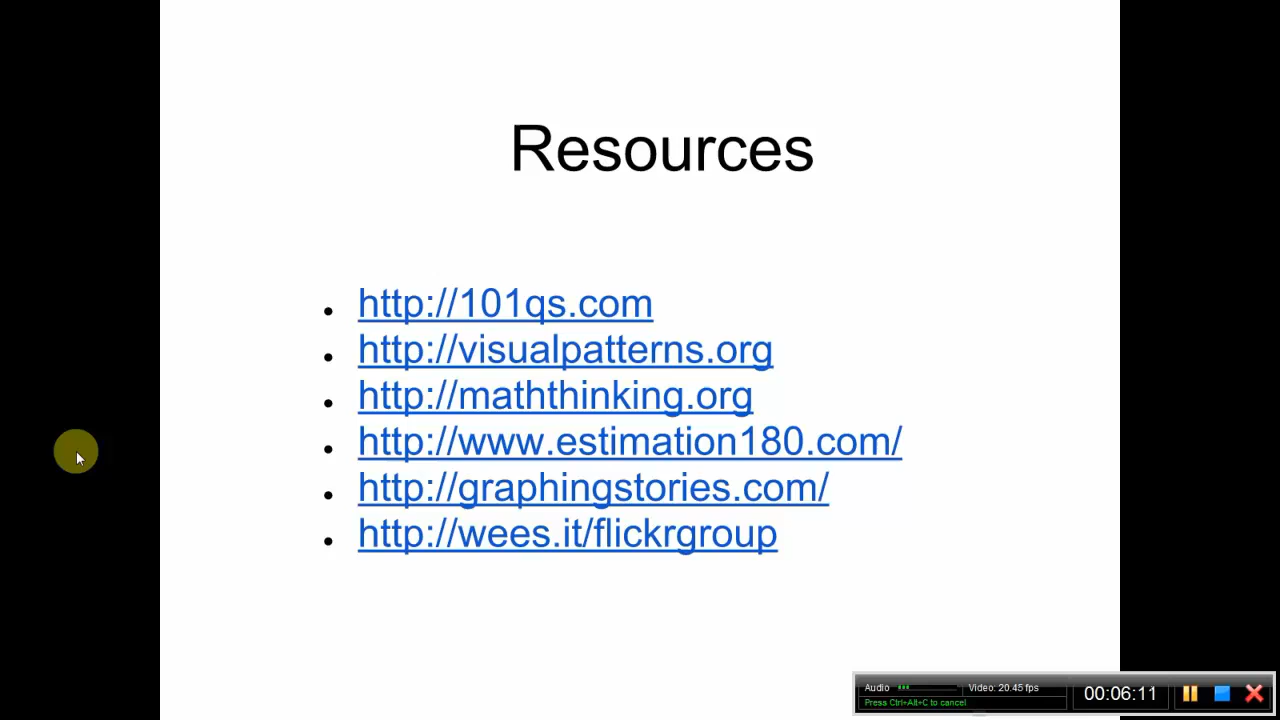 Resources
• http://101qs.com
• http://visualpatterns.org
• http://maththinking.org
• http://www.estimation180.com/
• http://graphingstories.com/
• http://wees.it/flickrgroup
Audio Video: 20.45 fps 00:06:11
Press Ctrl+Alt+C to cancel